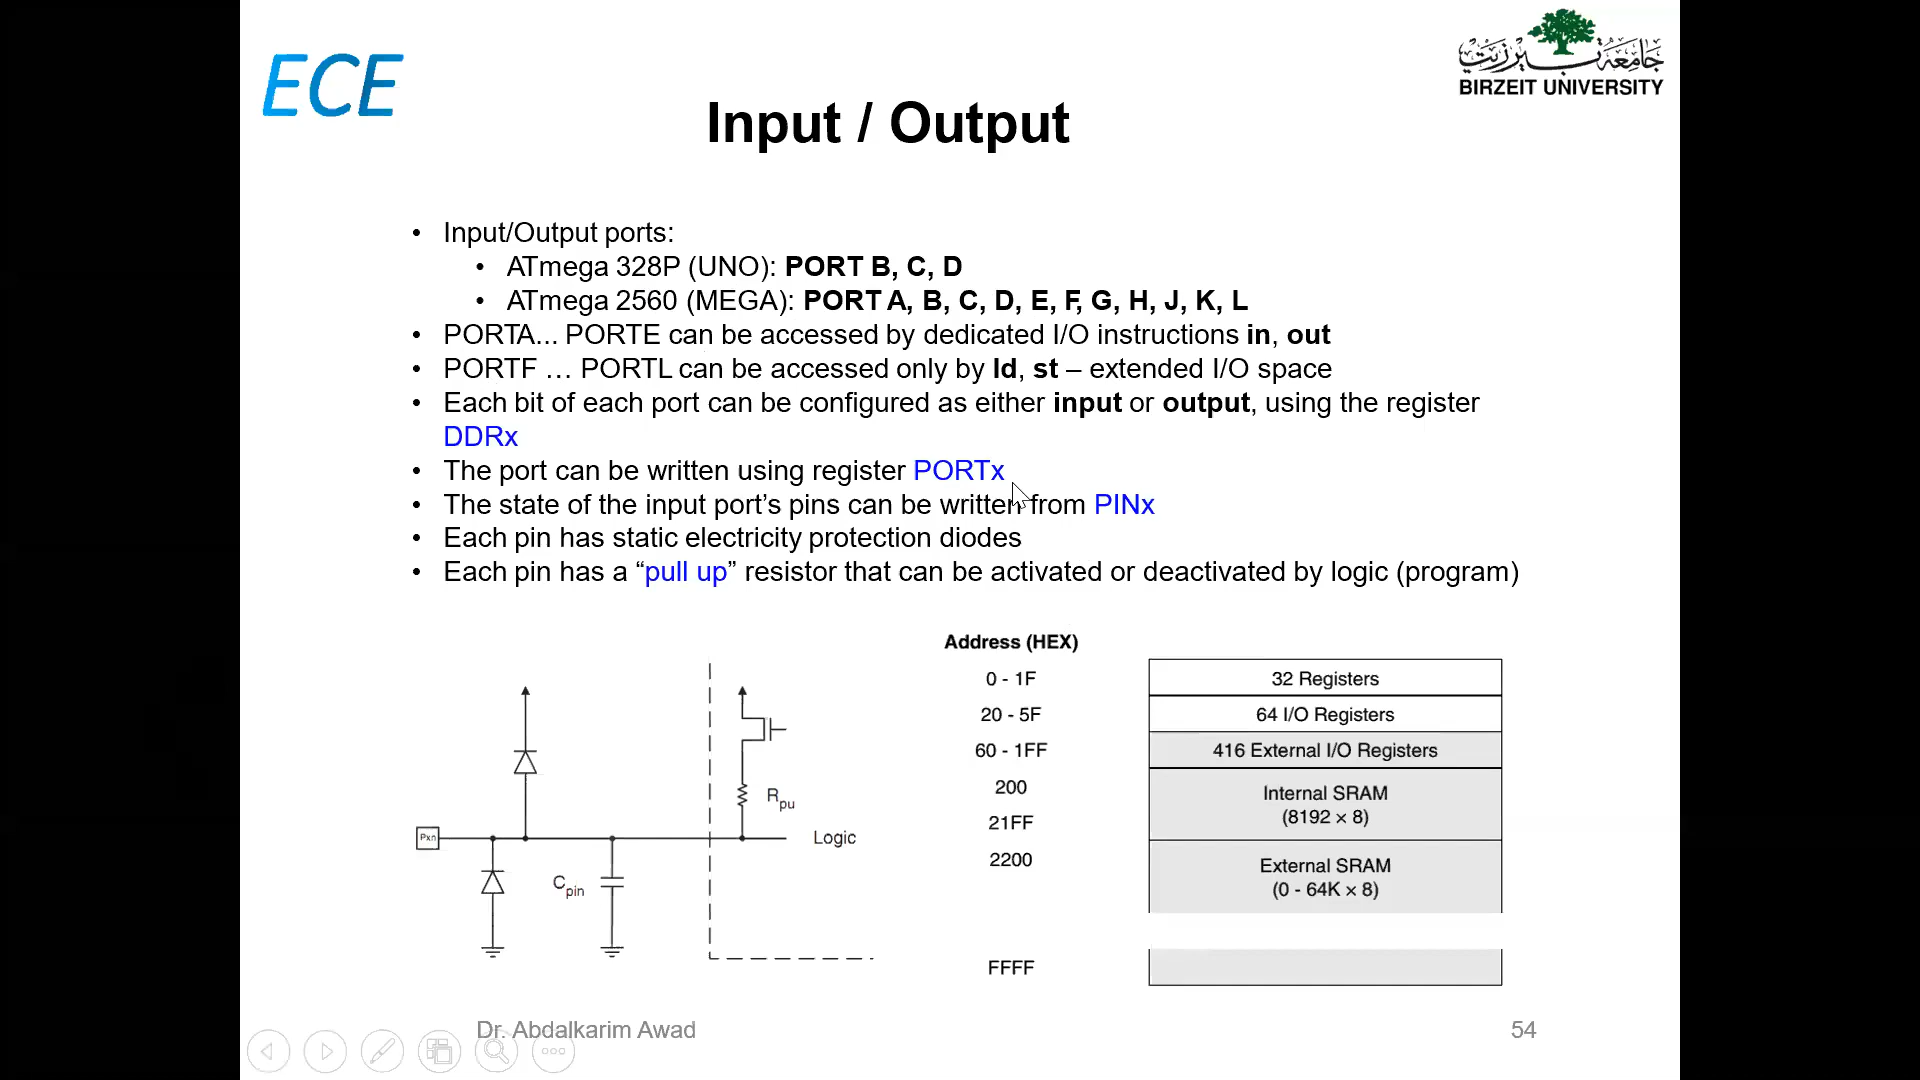 ECE
جامعة بيرزيت
BIRZEIT UNIVERSITY
Input / Output
• Input/Output ports:
• ATmega 328P (UNO): PORT B, C, D
• ATmega 2560 (MEGA): PORT A, B, C, D, E, F, G, H, J, K, L
• PORTA... PORTE can be accessed by dedicated I/O instructions in, out
• PORTF … PORTL can be accessed only by ld, st – extended I/O space
• Each bit of each port can be configured as either input or output, using the register
DDRx
• The port can be written using register PORTx
• The state of the input port’s pins can be written from PINx
• Each pin has static electricity protection diodes
• Each pin has a “pull up” resistor that can be activated or deactivated by logic (program)
Pxn
Cpin
Rpu
Logic
Address (HEX)
0 - 1F 32 Registers
20 - 5F 64 I/O Registers
60 - 1FF 416 External I/O Registers
200 Internal SRAM
21FF (8192 × 8)
2200 External SRAM
(0 - 64K × 8)
FFFF
Dr. Abdalkarim Awad
54